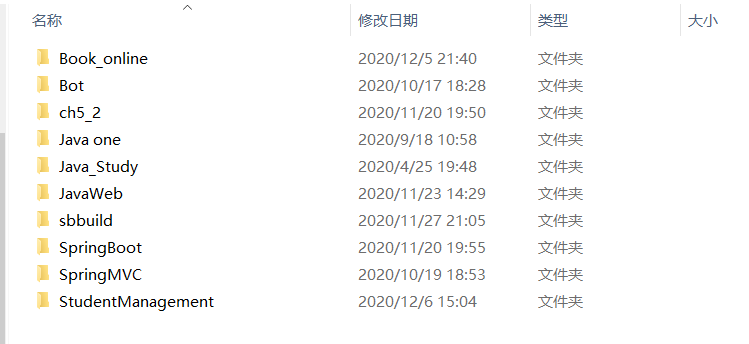 名称 修改日期 类型 大小
Book_online 2020/12/5 21:40 文件夹
Bot 2020/10/17 18:28 文件夹
ch5_2 2020/11/20 19:50 文件夹
Java one 2020/9/18 10:58 文件夹
Java_Study 2020/4/25 19:48 文件夹
JavaWeb 2020/11/23 14:29 文件夹
sbbuild 2020/11/27 21:05 文件夹
SpringBoot 2020/11/20 19:55 文件夹
SpringMVC 2020/10/19 18:53 文件夹
StudentManagement 2020/12/6 15:04 文件夹